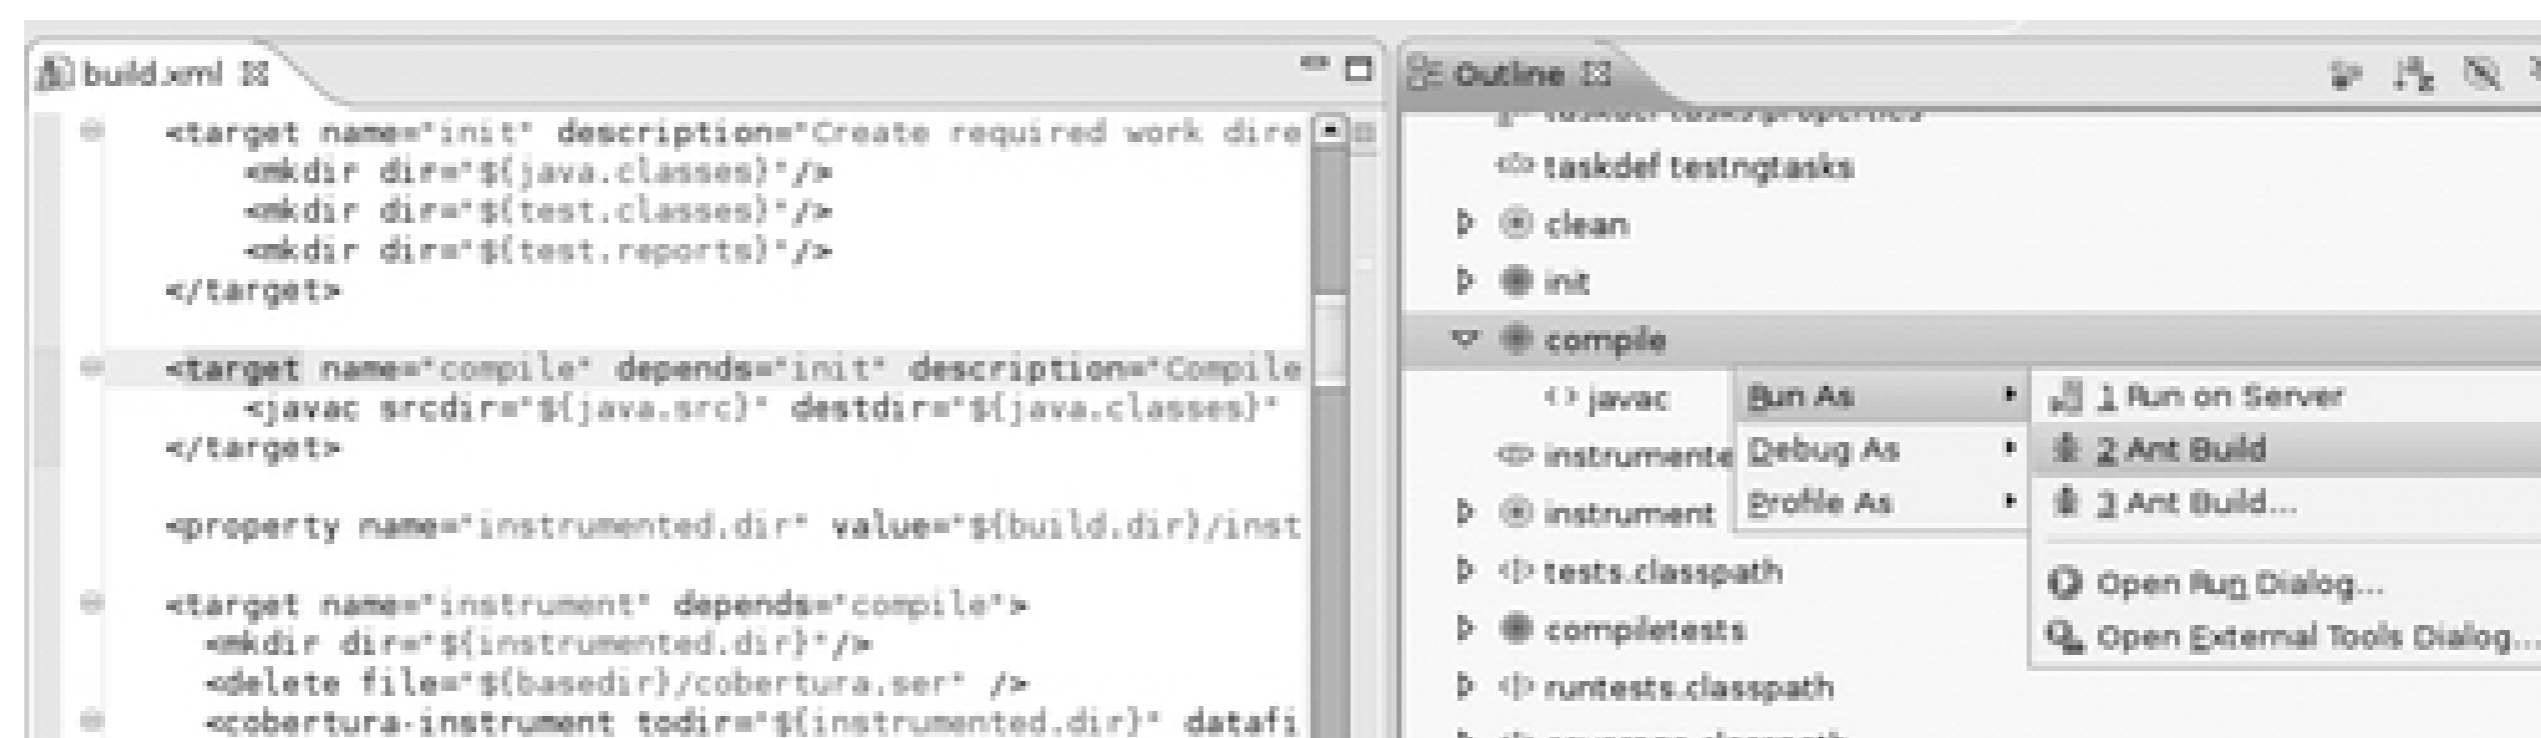 build.xml
<target name="init" description="Create required work dire
<mkdir dir="${java.classes}"/>
<mkdir dir="${test.classes}"/>
<mkdir dir="${test.reports}"/>
</target>
<target name="compile" depends="init" description="Compile
<javac srcdir="${java.src}" destdir="${java.classes}"
</target>
<property name="instrumented.dir" value="${build.dir}/inst
<target name="instrument" depends="compile">
<mkdir dir="${instrumented.dir}"/>
<delete file="${basedir}/cobertura.ser" />
<cobertura-instrument todir="${instrumented.dir}" datafi
Outline
taskdef testngtasks
clean
init
compile
javac
instrumente
instrument
tests.classpath
compiletests
runtests.classpath
Run As
Debug As
Profile As
1 Run on Server
2 Ant Build
3 Ant Build...
Open Run Dialog...
Open External Tools Dialog...